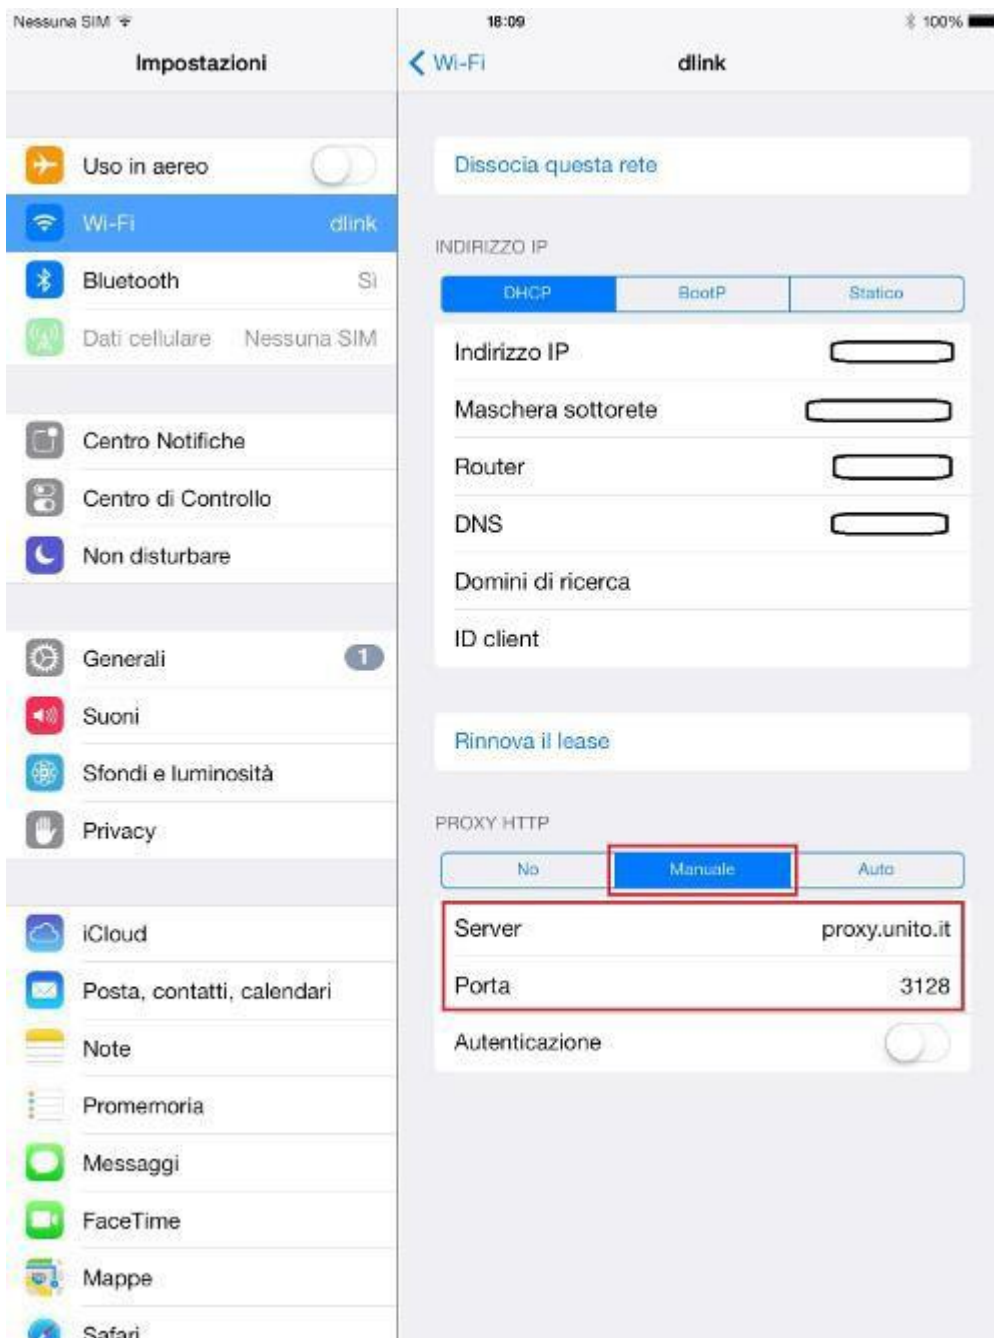 Nessuna SIM 18:09 100%
Impostazioni
Uso in aereo
Wi-Fi dlink
Bluetooth Sì
Dati cellulare Nessuna SIM
Centro Notifiche
Centro di Controllo
Non disturbare
Generali 1
Suoni
Sfondi e luminosità
Privacy
iCloud
Posta, contatti, calendari
Note
Promemoria
Messaggi
FaceTime
Mappe
Safari
Wi-Fi dlink
Dissocia questa rete
INDIRIZZO IP
DHCP BootP Statico
Indirizzo IP
Maschera sottorete
Router
DNS
Domini di ricerca
ID client
Rinnova il lease
PROXY HTTP
No Manuale Auto
Server proxy.unito.it
Porta 3128
Autenticazione